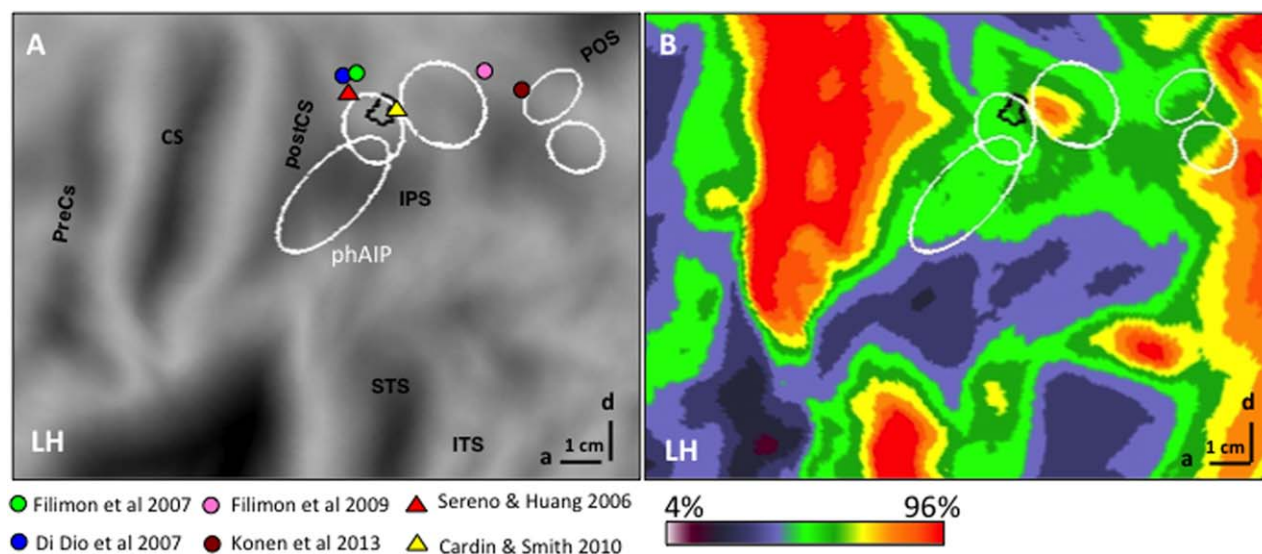 A
POS
CS
postCS
PreCs
IPS
phAIP
STS
ITS
LH
d
a 1 cm
B
LH
d
a 1 cm
Filimon et al 2007
Filimon et al 2009
Sereno & Huang 2006
Di Dio et al 2007
Konen et al 2013
Cardin & Smith 2010
4% 96%